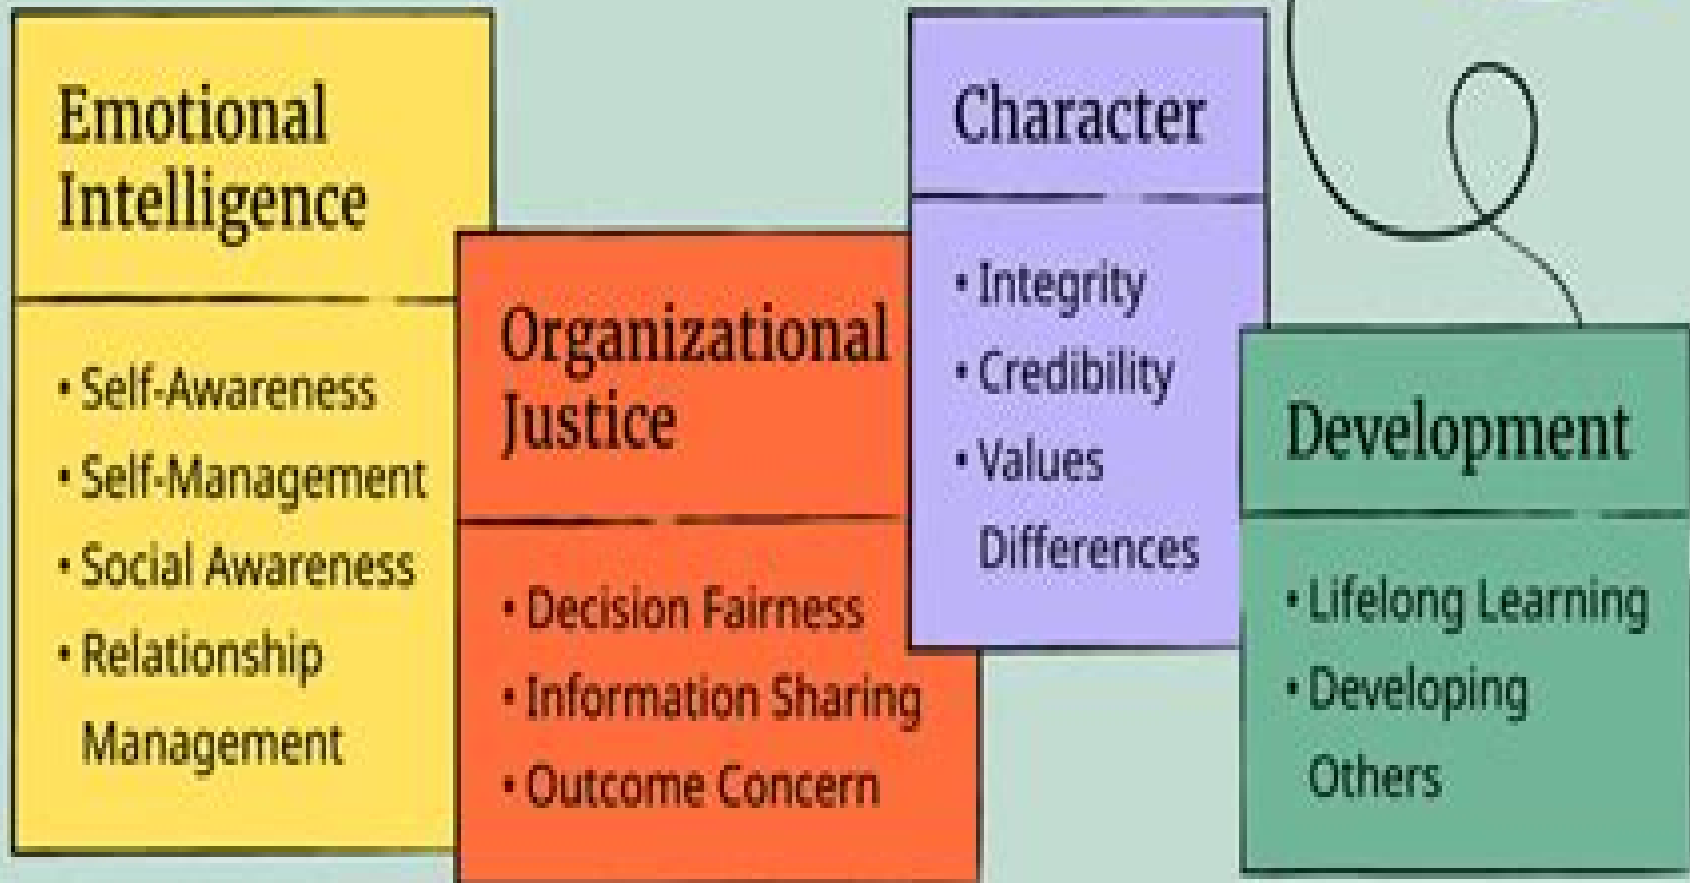 Emotional
Intelligence
• Self-Awareness
• Self-Management
• Social Awareness
• Relationship
Management
Organizational
Justice
• Decision Fairness
• Information Sharing
• Outcome Concern
Character
• Integrity
• Credibility
• Values
Differences
Development
• Lifelong Learning
• Developing
Others